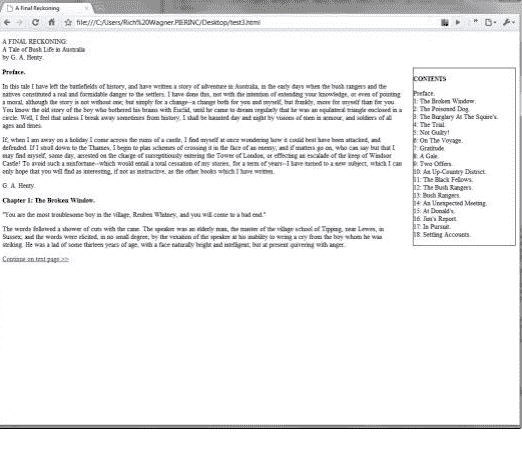 A Final Reckoning
file:///C:/Users/Rich%20Wagner.PIERINC/Desktop/test3.html
A FINAL RECKONING:
A Tale of Bush Life in Australia
by G. A. Henty.
Preface.
In this tale I have left the battlefields of history, and have written a story of adventure in Australia, in the early days when the bush rangers and the
natives constituted a real and formidable danger to the settlers. I have done this, not with the intention of extending your knowledge, or even of pointing
a moral, although the story is not without one; but simply for a change--a change both for you and myself, but frankly, more for myself than for you.
You know the old story of the boy who bothered his brains with Euclid, until he came to dream regularly that he was an equilateral triangle enclosed in a
circle. Well, I feel that unless I break away sometimes from history, I shall be haunted day and night by visions of men in armour, and soldiers of all
ages and times.
If, when I am away on a holiday I come across the ruins of a castle, I find myself at once wondering how it could best have been attacked, and
defended. If I stroll down to the Thames, I begin to plan schemes of crossing it in the face of an enemy; and if matters go on, who can say but that I
may find myself, some day, arrested on the charge of surreptitiously entering the Tower of London, or effecting an escalade of the keep of Windsor
Castle! To avoid such a misfortune--which would entail a total cessation of my stories, for a term of years--I have turned to a new subject, which I can
only hope that you will find as interesting, if not as instructive, as the other books which I have written.
G. A. Henty.
Chapter 1: The Broken Window.
"You are the most troublesome boy in the village, Reuben Whitney, and you will come to a bad end."
The words followed a shower of cuts with the cane. The speaker was an elderly man, the master of the village school of Tipping, near Lewes, in
Sussex; and the words were elicited, in no small degree, by the vexation of the speaker at his inability to wring a cry from the boy whom he was
striking. He was a lad of some thirteen years of age, with a face naturally bright and intelligent; but at present quivering with anger.
Continue on next page >>
CONTENTS
Preface.
1: The Broken Window.
2: The Poisoned Dog.
3: The Burglary At The Squire's.
4: The Trial.
5: Not Guilty!
6: On The Voyage.
7: Gratitude.
8: A Gale.
9: Two Offers.
10: An Up-Country District.
11: The Black Fellows.
12: The Bush Rangers.
13: Bush Rangers.
14: An Unexpected Meeting.
15: At Donald's.
16: Jim's Report.
17: In Pursuit.
18: Settling Accounts.